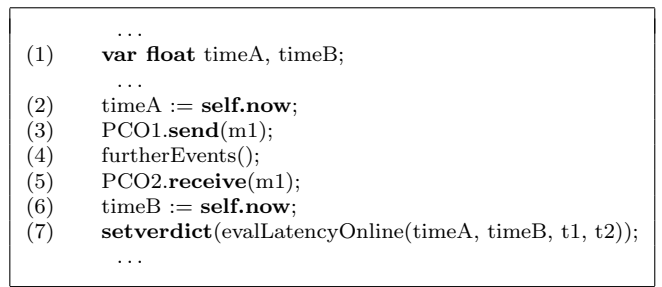 ...
(1) var float timeA, timeB;
...
(2) timeA := self.now;
(3) PCO1.send(m1);
(4) furtherEvents();
(5) PCO2.receive(m1);
(6) timeB := self.now;
(7) setverdict(evalLatencyOnline(timeA, timeB, t1, t2));
...